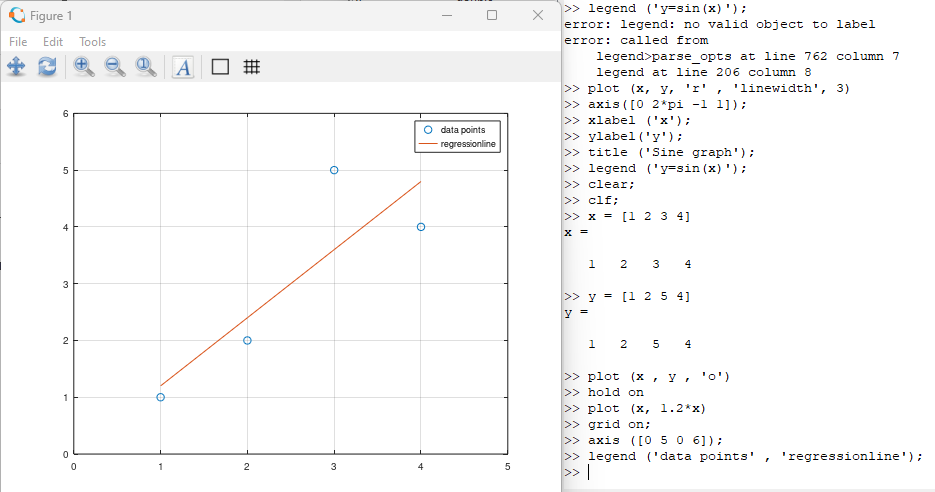 Figure 1
File Edit Tools
A
6
5
4
3
2
1
0
0 1 2 3 4 5
data points
regressionline
>> legend ('y=sin(x)');
error: legend: no valid object to label
error: called from
legend>parse_opts at line 762 column 7
legend at line 206 column 8
>> plot (x, y, 'r' , 'linewidth', 3)
>> axis([0 2*pi -1 1]);
>> xlabel ('x');
>> ylabel('y');
>> title ('Sine graph');
>> legend ('y=sin(x)');
>> clear;
>> clf;
>> x = [1 2 3 4]
x =
1 2 3 4
>> y = [1 2 5 4]
y =
1 2 5 4
>> plot (x , y , 'o')
>> hold on
>> plot (x, 1.2*x)
>> grid on;
>> axis ([0 5 0 6]);
>> legend ('data points' , 'regressionline');
>>